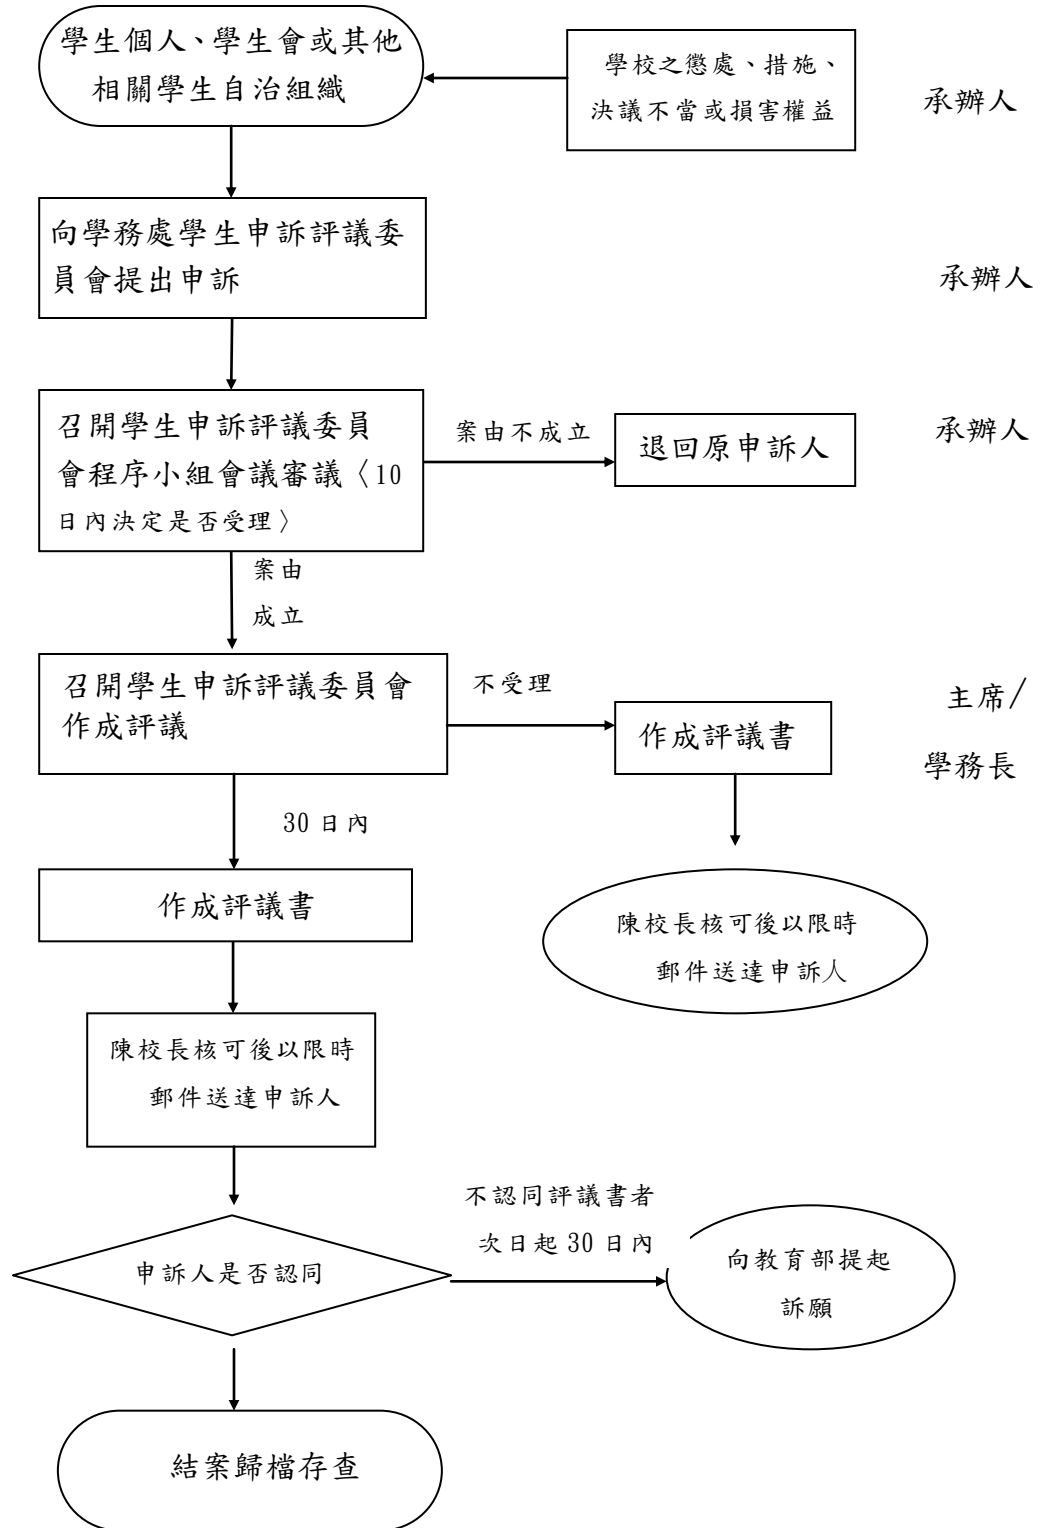 學生個人、學生會或其他
相關學生自治組織
學校之懲處、措施、
決議不當或損害權益
承辦人
向學務處學生申訴評議委
員會提出申訴
承辦人
召開學生申訴評議委員
會程序小組會議審議〈10
日內決定是否受理〉
案由不成立
退回原申訴人
承辦人
案由
成立
召開學生申訴評議委員會
作成評議
不受理
作成評議書
主席/
學務長
30 日內
作成評議書
陳校長核可後以限時
郵件送達申訴人
陳校長核可後以限時
郵件送達申訴人
申訴人是否認同
不認同評議書者
次日起 30 日內
向教育部提起
訴願
結案歸檔存查